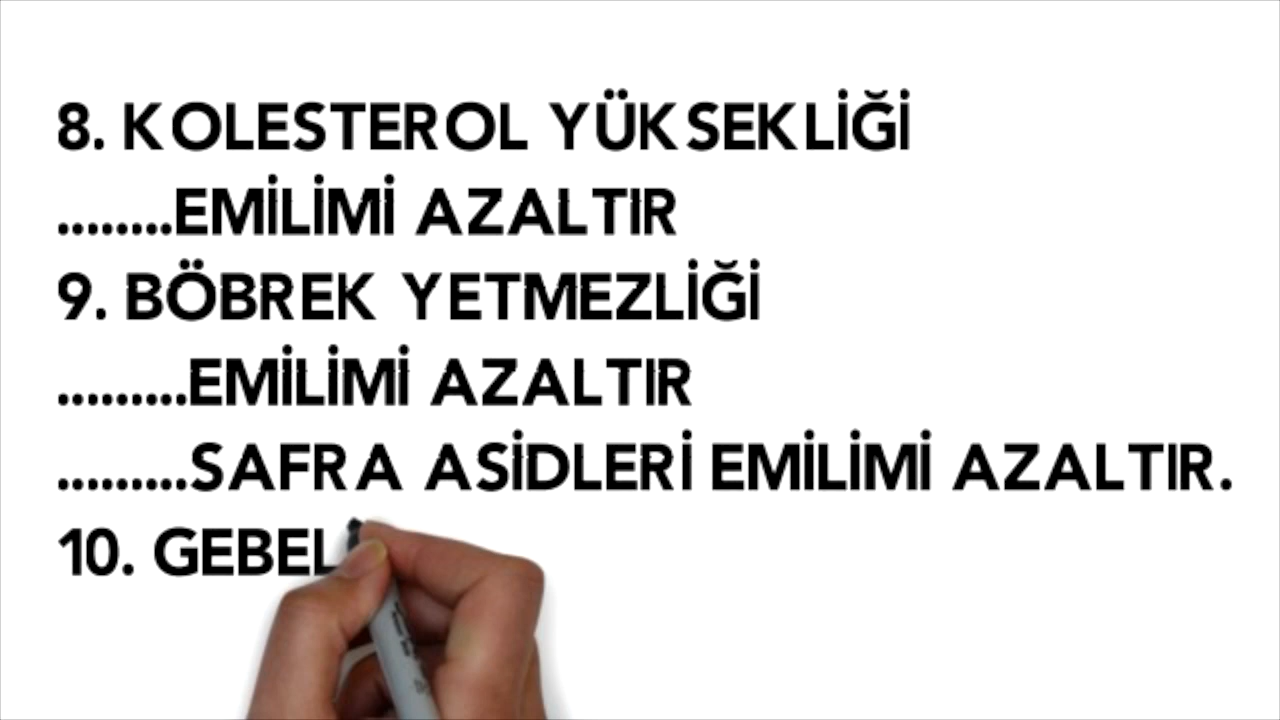 8. KOLESTEROL YÜKSEKLİĞİ
........EMİLİMİ AZALTIR
9. BÖBREK YETMEZLİĞİ
.........EMİLİMİ AZALTIR
.........SAFRA ASİDLERİ EMİLİMİ AZALTIR.
10. GEBEL